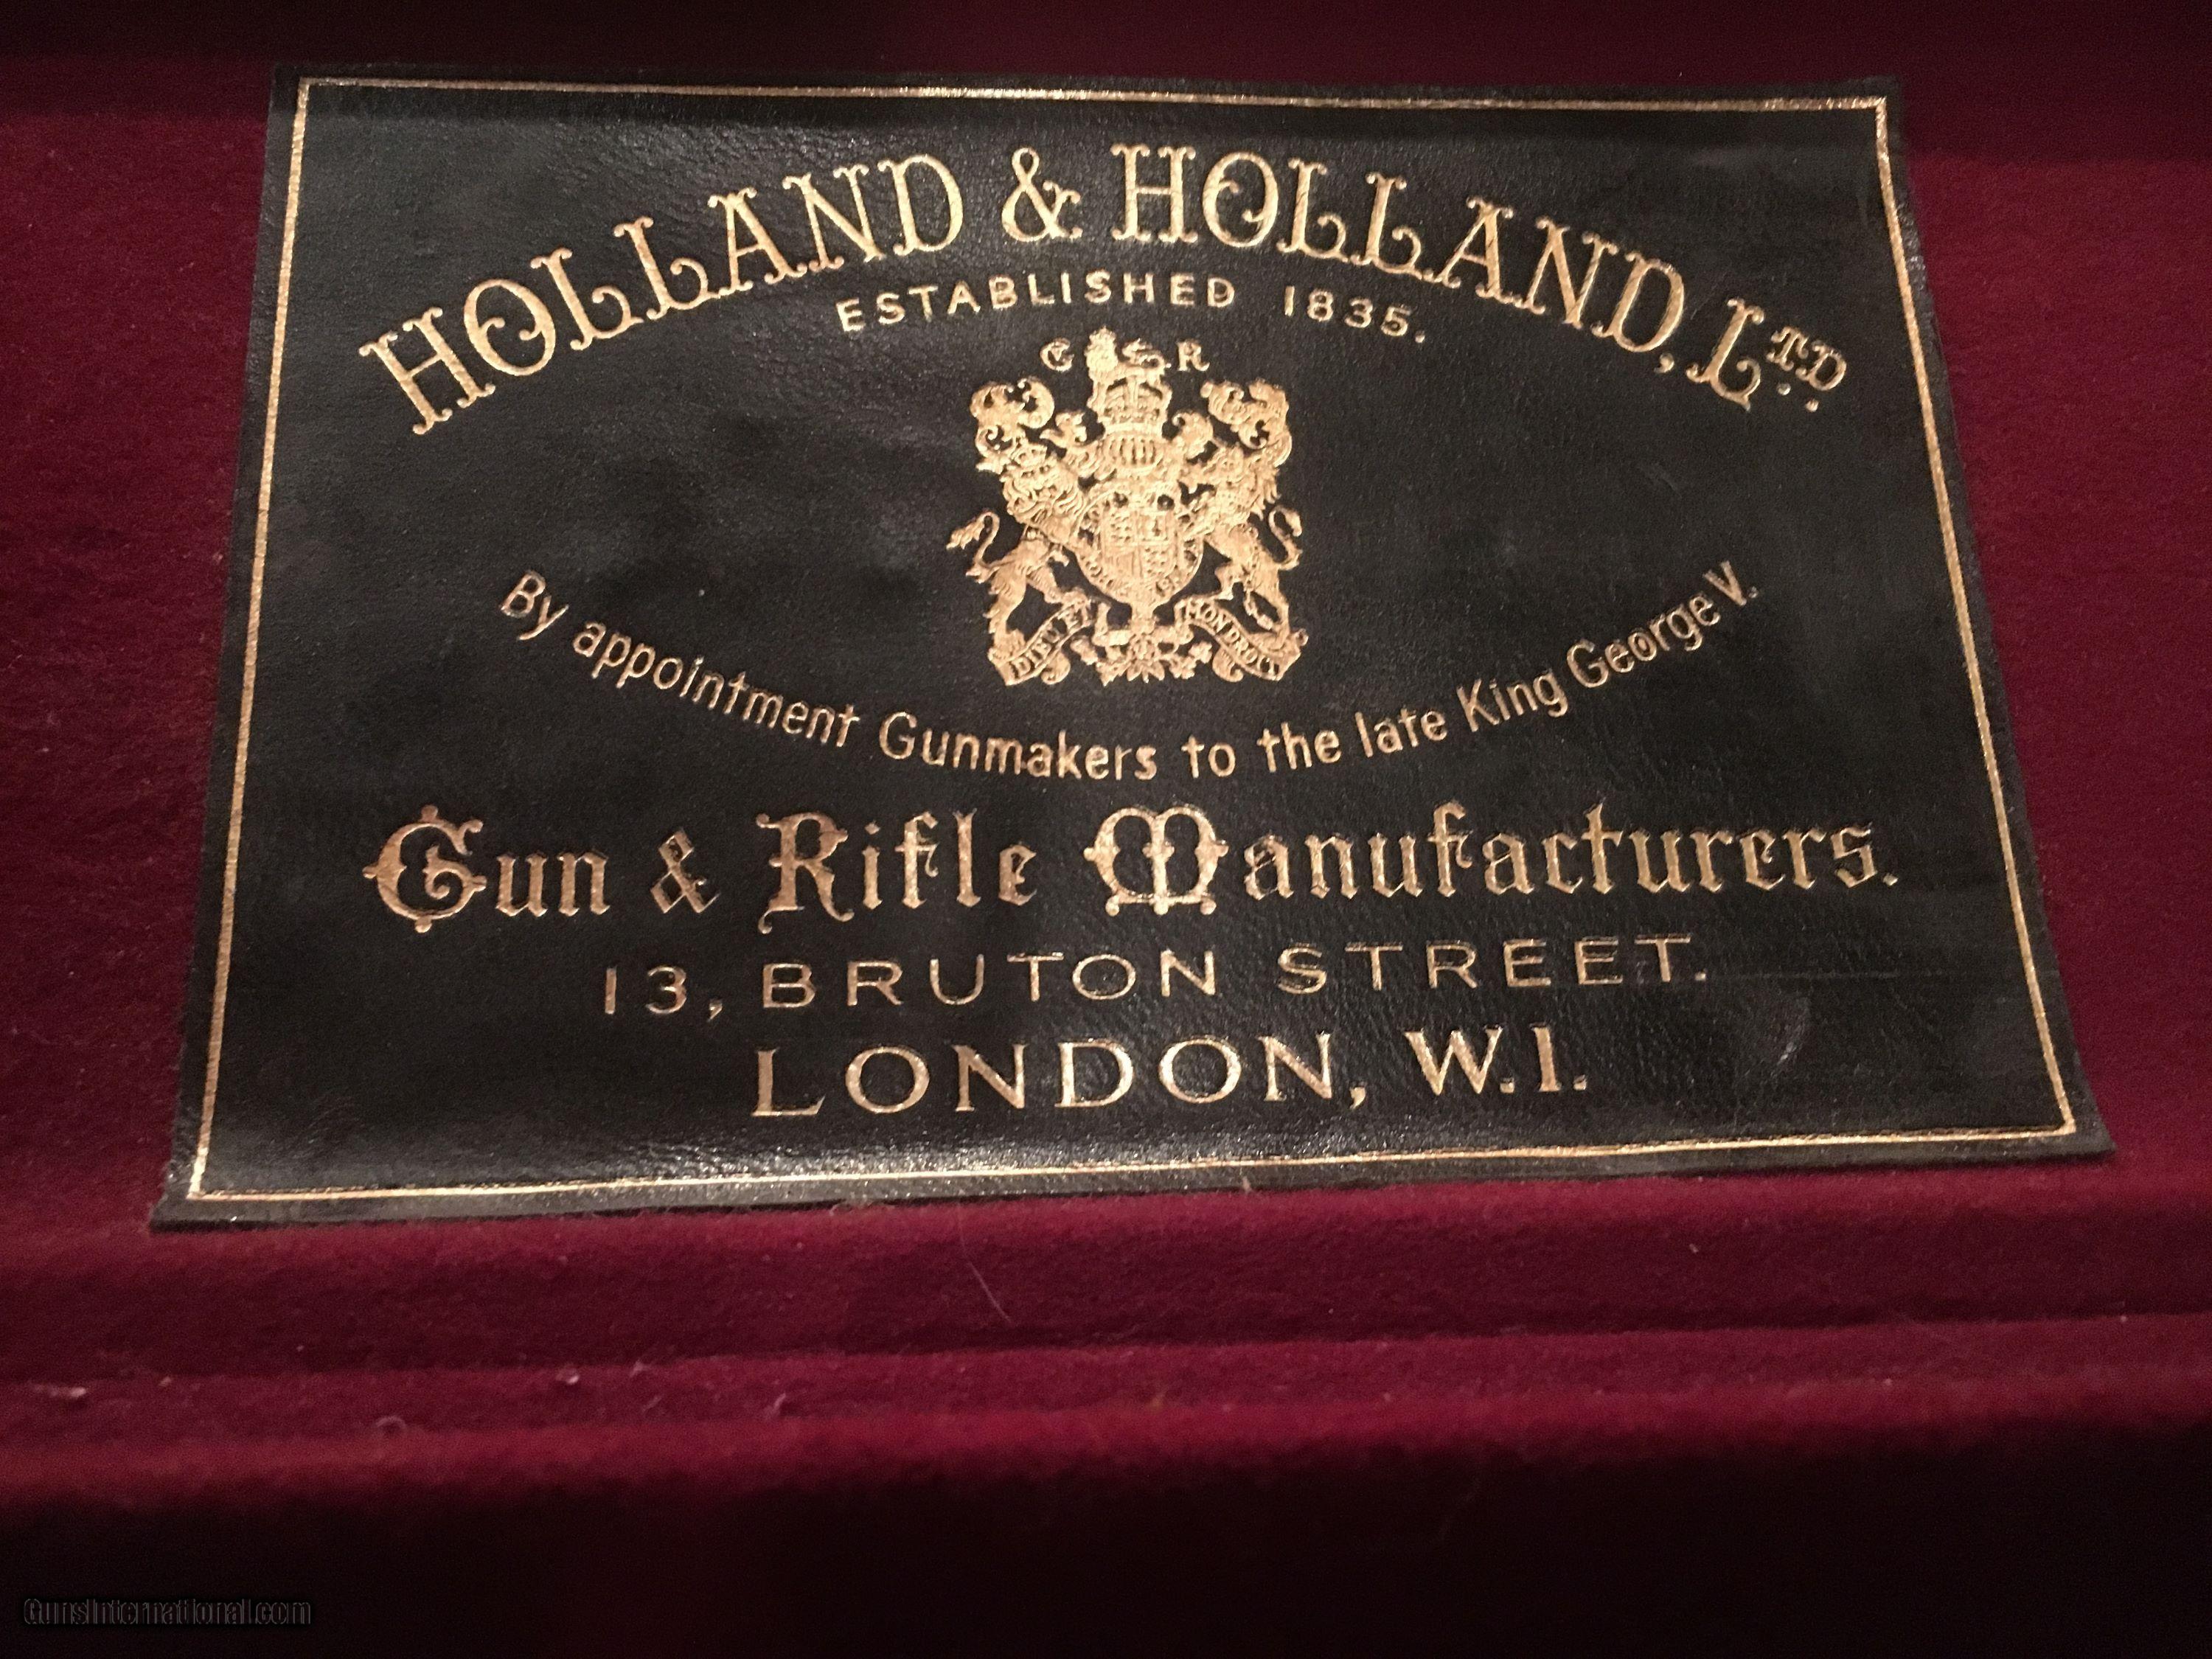 HOLLAND & HOLLAND, LTD.
ESTABLISHED 1835.
G R
DIEU ET MON DROIT
By appointment Gunmakers to the late King George V.
Gun & Rifle Manufacturers.
13, BRUTON STREET.
LONDON, W.1.
GunsInternational.com